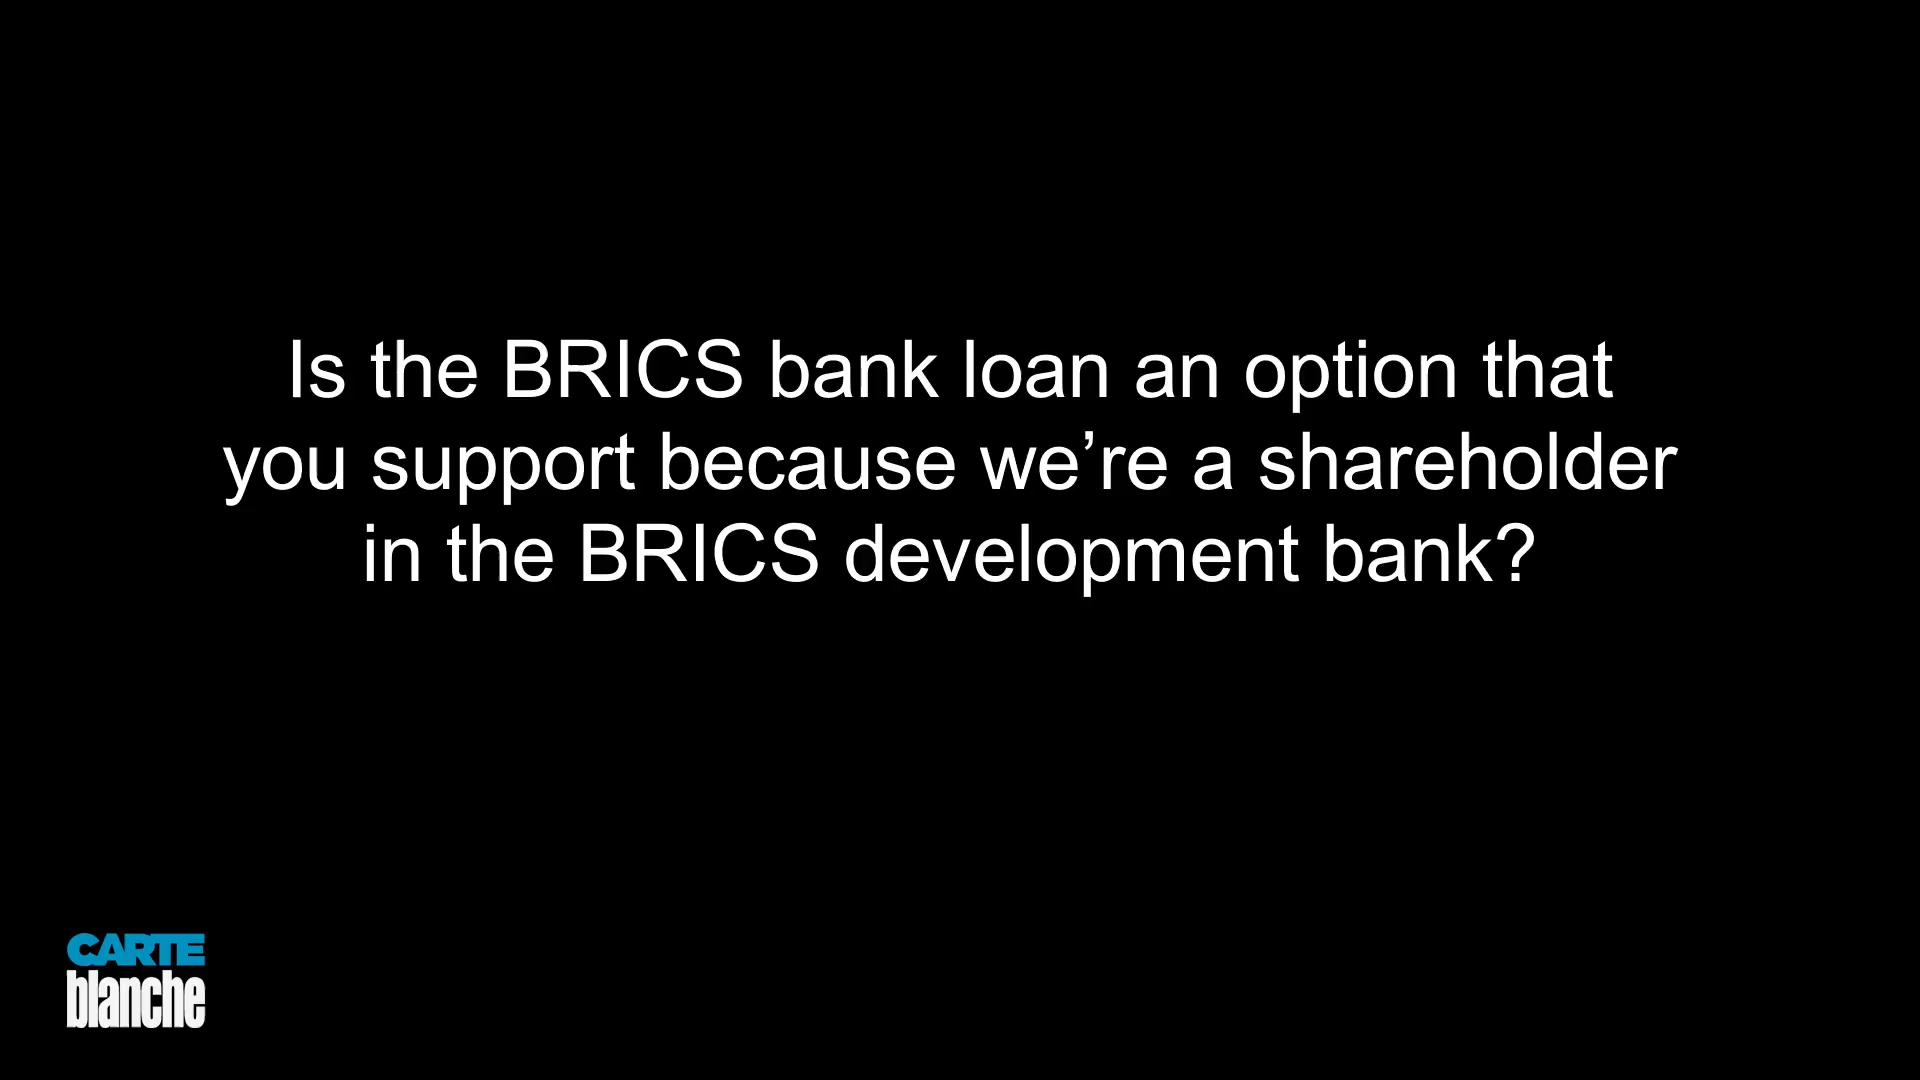 Is the BRICS bank loan an option that
you support because we’re a shareholder
in the BRICS development bank?
CARTE
blanche